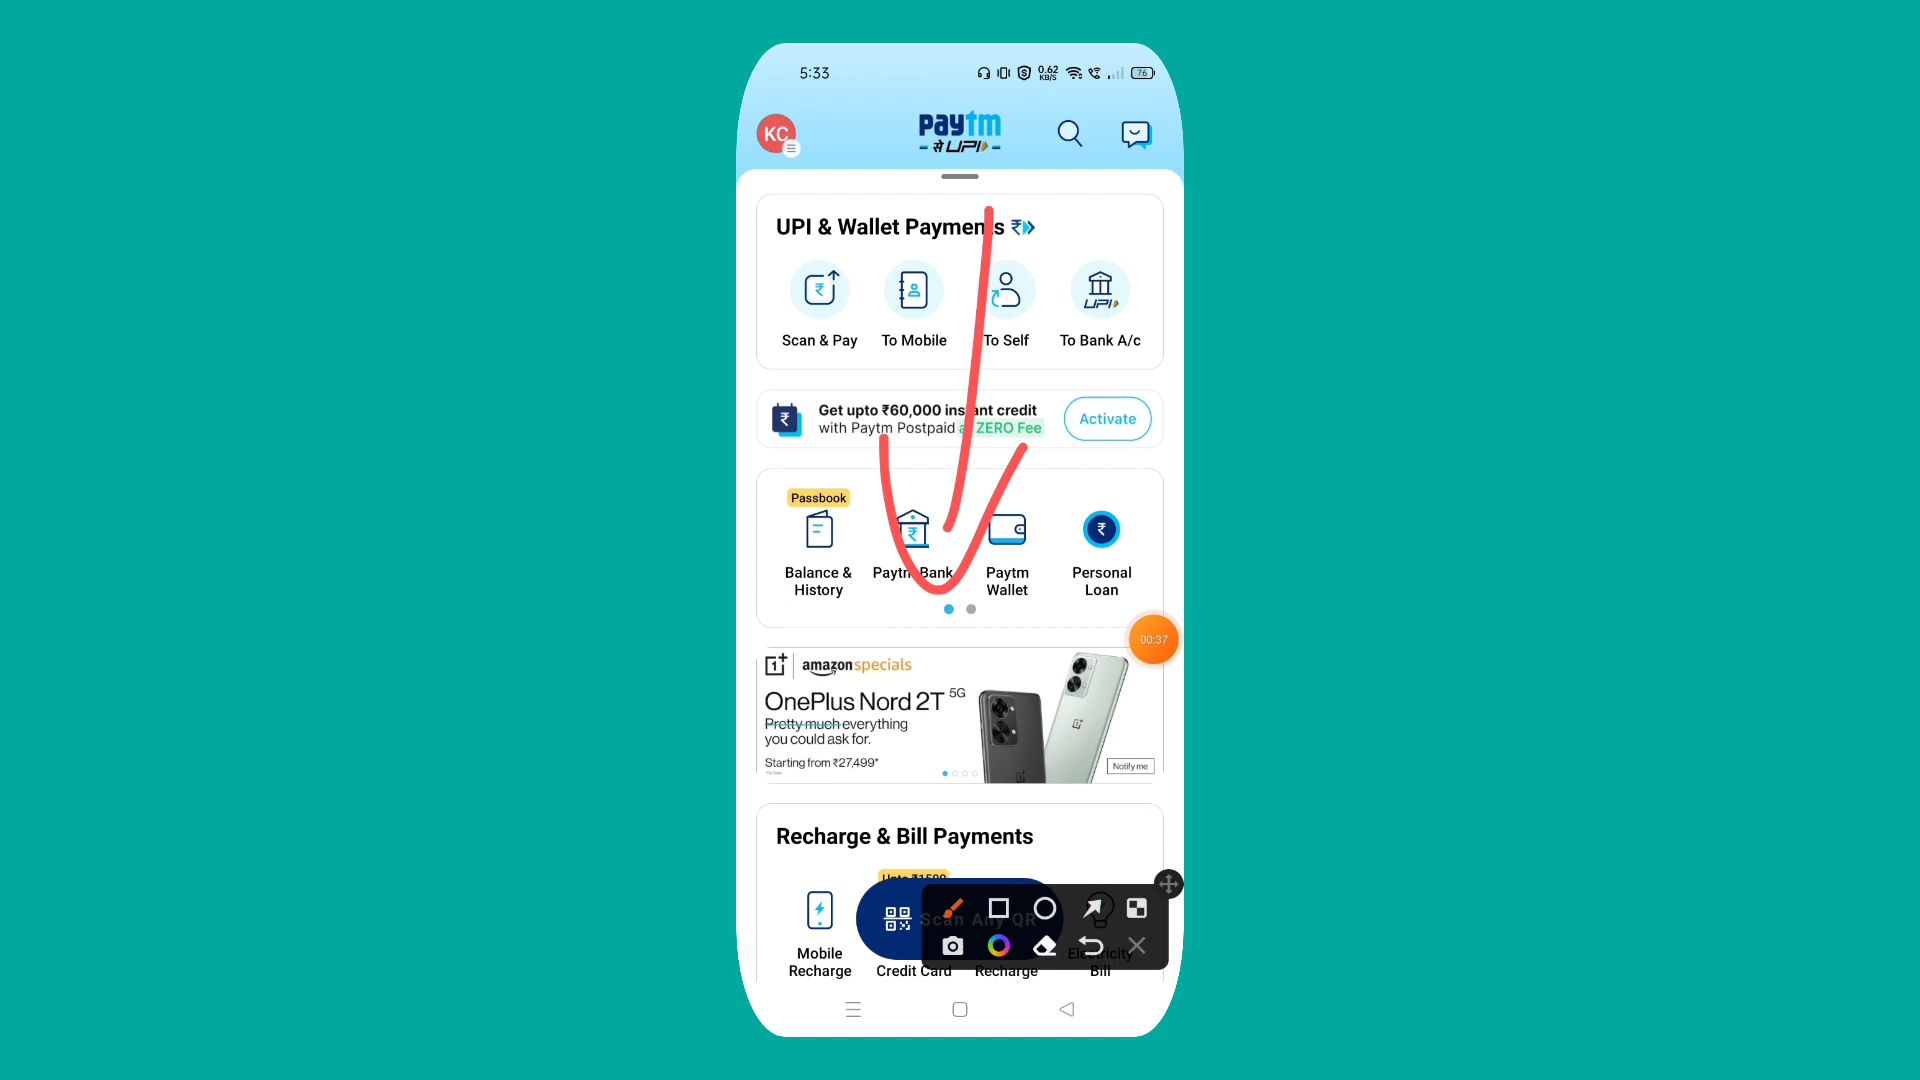 5:33
0.62
KB/S
76
KC
paytm
से UPI
UPI & Wallet Payments
UPI
Scan & Pay
To Mobile
To Self
To Bank A/c
Get upto ₹60,000 instant credit
with Paytm Postpaid at ZERO Fee
Activate
Passbook
Balance &
History
Paytm Bank
Paytm
Wallet
Personal
Loan
00:37
amazon specials
OnePlus Nord 2T 5G
Pretty much everything
you could ask for.
Starting from ₹27,499*
Notify me
Recharge & Bill Payments
Upto ₹1500
Scan Any QR
Mobile
Recharge
Credit Card
Recharge
Electricity
Bill